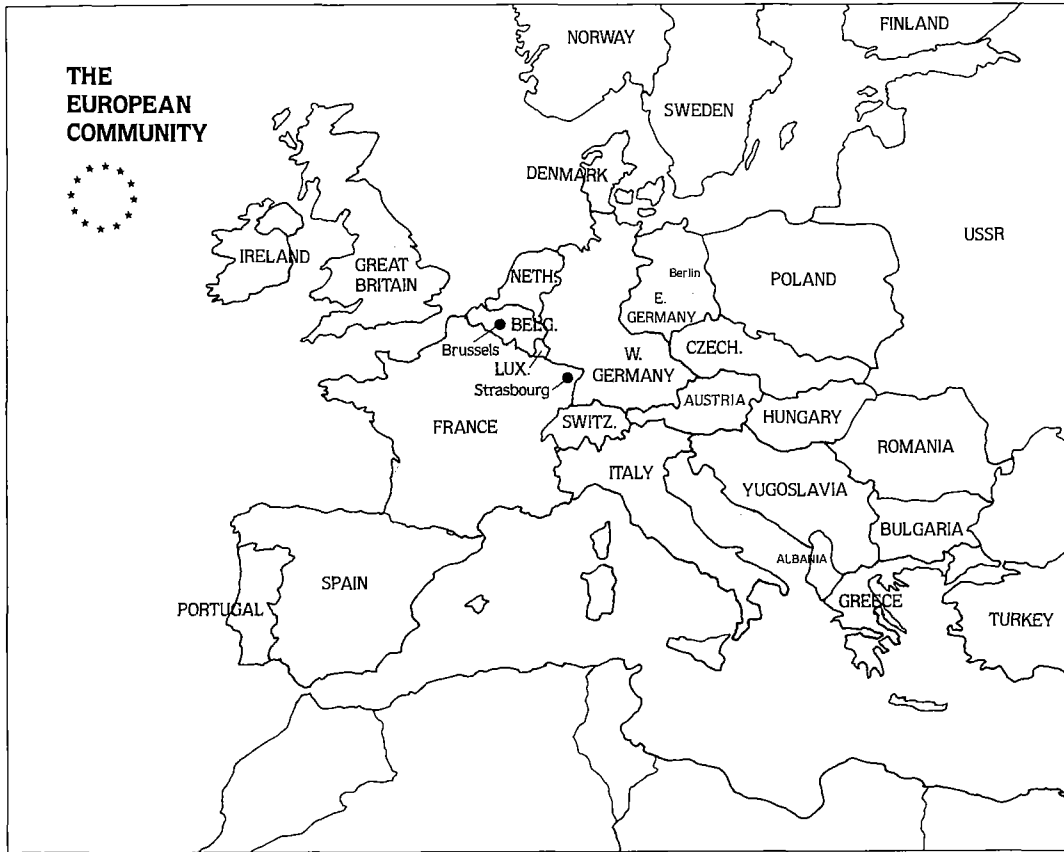 THE
EUROPEAN
COMMUNITY
NORWAY
FINLAND
SWEDEN
DENMARK
USSR
IRELAND
GREAT
BRITAIN
NETH.
Berlin
E.
GERMANY
POLAND
BELG.
Brussels
LUX.
Strasbourg
W.
GERMANY
CZECH.
AUSTRIA
HUNGARY
FRANCE
SWITZ.
ROMANIA
ITALY
YUGOSLAVIA
BULGARIA
ALBANIA
SPAIN
PORTUGAL
GREECE
TURKEY